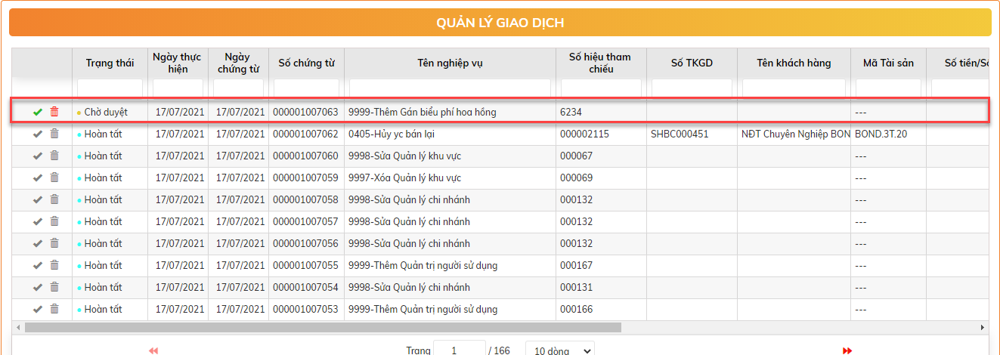 QUẢN LÝ GIAO DỊCH
Trạng thái Ngày thực hiện Ngày chứng từ Số chứng từ Tên nghiệp vụ Số hiệu tham chiếu Số TKGD Tên khách hàng Mã Tài sản Số tiền/Số
Chờ duyệt 17/07/2021 17/07/2021 000001007063 9999-Thêm Gán biểu phí hoa hồng 6234 ---
Hoàn tất 17/07/2021 17/07/2021 000001007062 0405-Hủy yc bán lại 000002115 SHBC000451 NĐT Chuyên Nghiệp BON BOND.3T.20
Hoàn tất 17/07/2021 17/07/2021 000001007060 9998-Sửa Quản lý khu vực 000067 ---
Hoàn tất 17/07/2021 17/07/2021 000001007059 9997-Xóa Quản lý khu vực 000069 ---
Hoàn tất 17/07/2021 17/07/2021 000001007058 9998-Sửa Quản lý chi nhánh 000132 ---
Hoàn tất 17/07/2021 17/07/2021 000001007057 9998-Sửa Quản lý chi nhánh 000132 ---
Hoàn tất 17/07/2021 17/07/2021 000001007056 9998-Sửa Quản lý chi nhánh 000132 ---
Hoàn tất 17/07/2021 17/07/2021 000001007055 9999-Thêm Quản trị người sử dụng 000167 ---
Hoàn tất 17/07/2021 17/07/2021 000001007054 9998-Sửa Quản lý chi nhánh 000131 ---
Hoàn tất 17/07/2021 17/07/2021 000001007053 9999-Thêm Quản trị người sử dụng 000166 ---
Trang 1 / 166 10 dòng